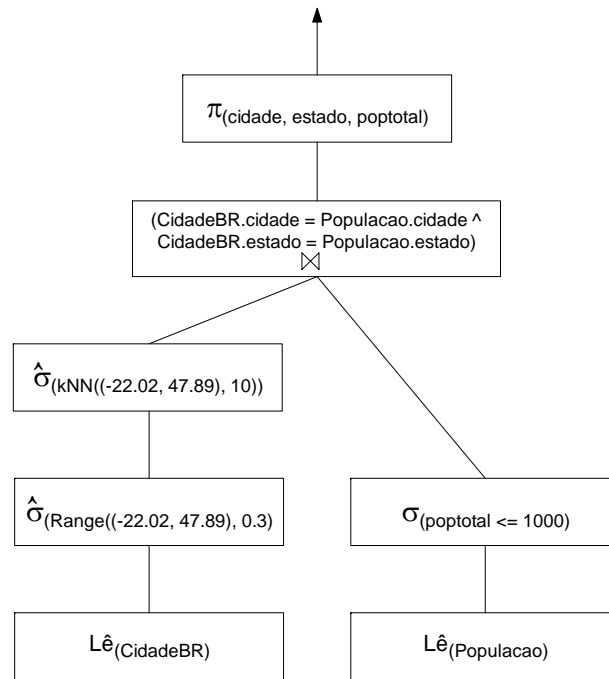 π(cidade, estado, poptotal)
(CidadeBR.cidade = Populacao.cidade ^
CidadeBR.estado = Populacao.estado)
⋈
σ̂(kNN((-22.02, 47.89), 10))
σ̂(Range((-22.02, 47.89), 0.3)
σ(poptotal <= 1000)
Lê(CidadeBR)
Lê(Populacao)